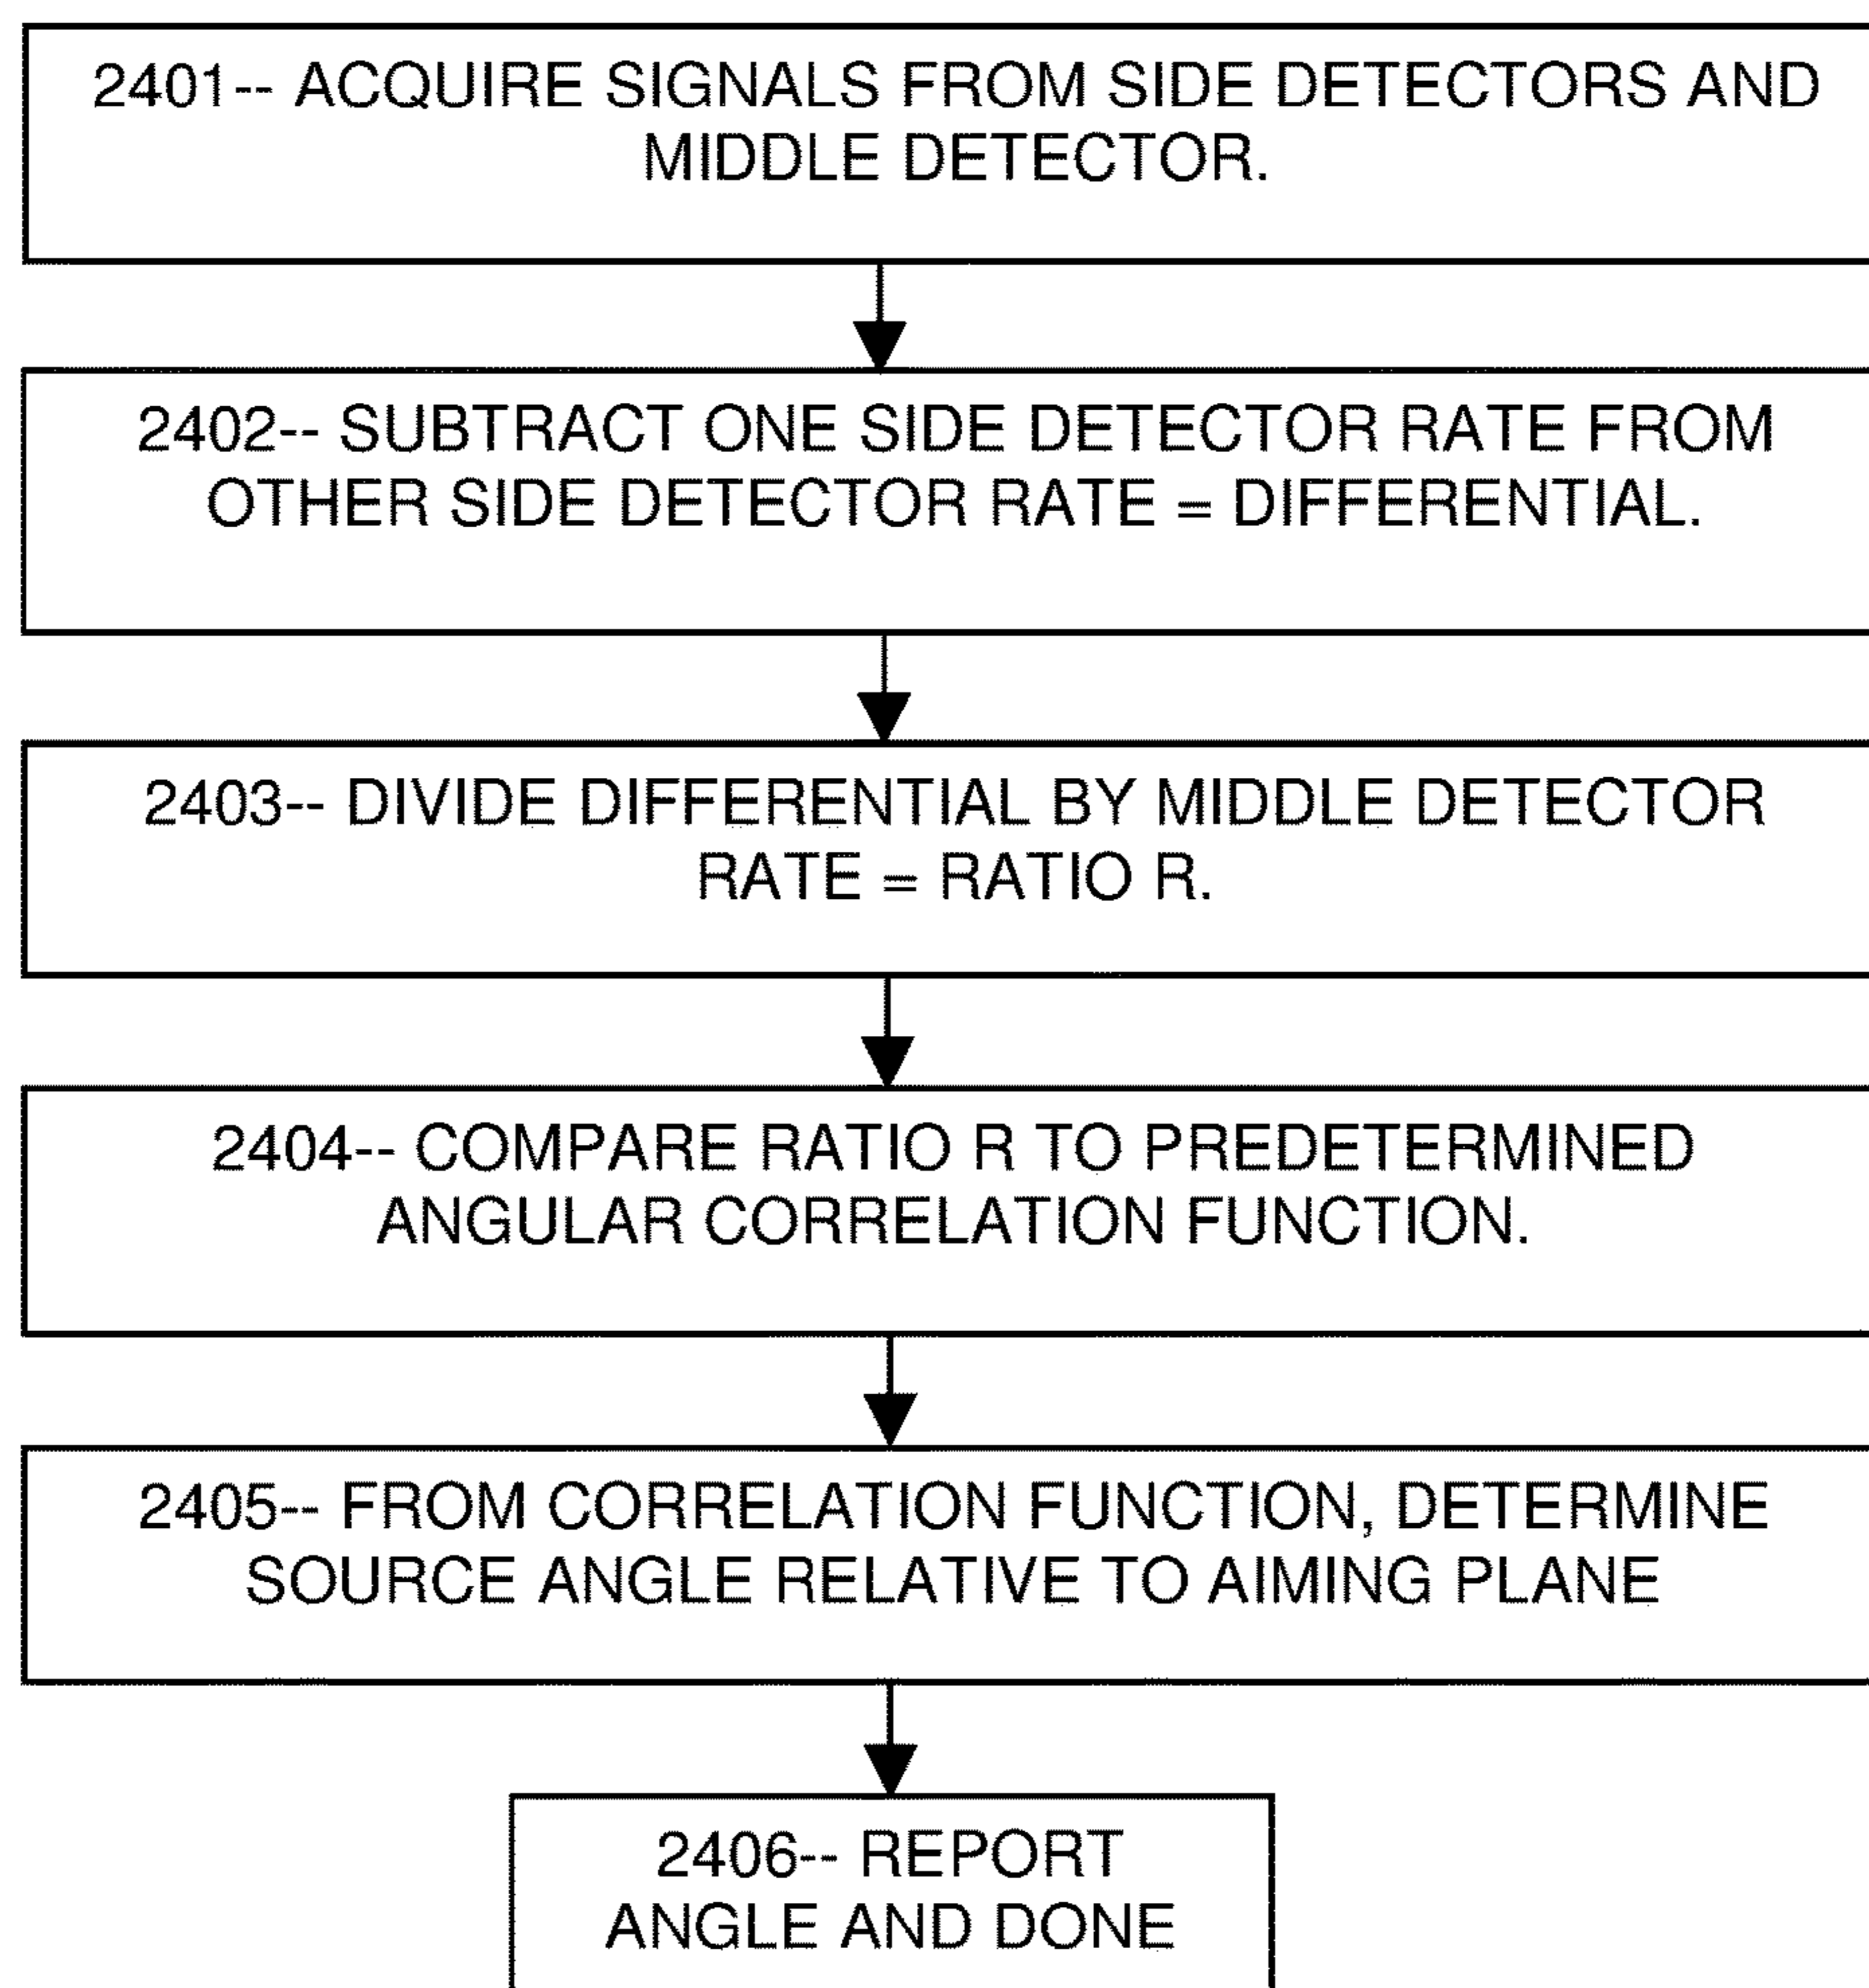 2401-- ACQUIRE SIGNALS FROM SIDE DETECTORS AND
MIDDLE DETECTOR.
2402-- SUBTRACT ONE SIDE DETECTOR RATE FROM
OTHER SIDE DETECTOR RATE = DIFFERENTIAL.
2403-- DIVIDE DIFFERENTIAL BY MIDDLE DETECTOR
RATE = RATIO R.
2404-- COMPARE RATIO R TO PREDETERMINED
ANGULAR CORRELATION FUNCTION.
2405-- FROM CORRELATION FUNCTION, DETERMINE
SOURCE ANGLE RELATIVE TO AIMING PLANE
2406-- REPORT
ANGLE AND DONE